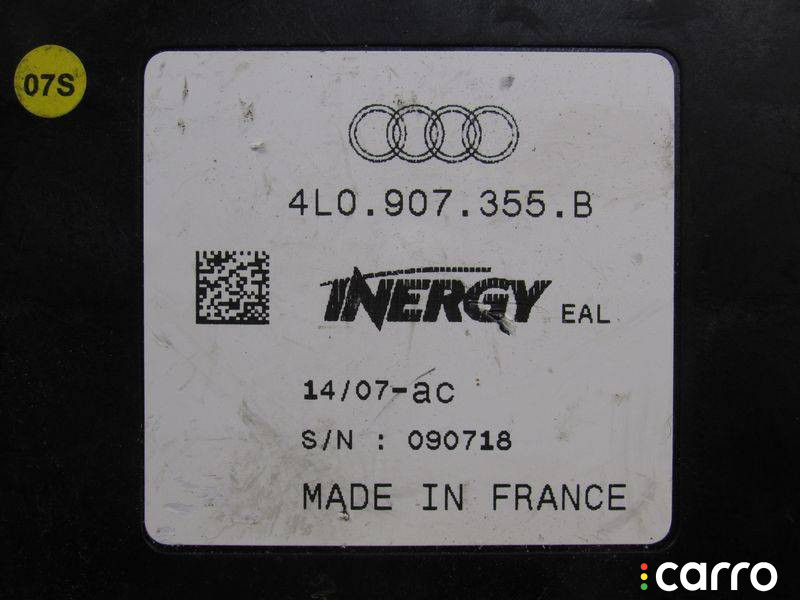 07S
4L0.907.355.B
INERGY EAL
14/07-ac
S/N : 090718
MADE IN FRANCE
carro